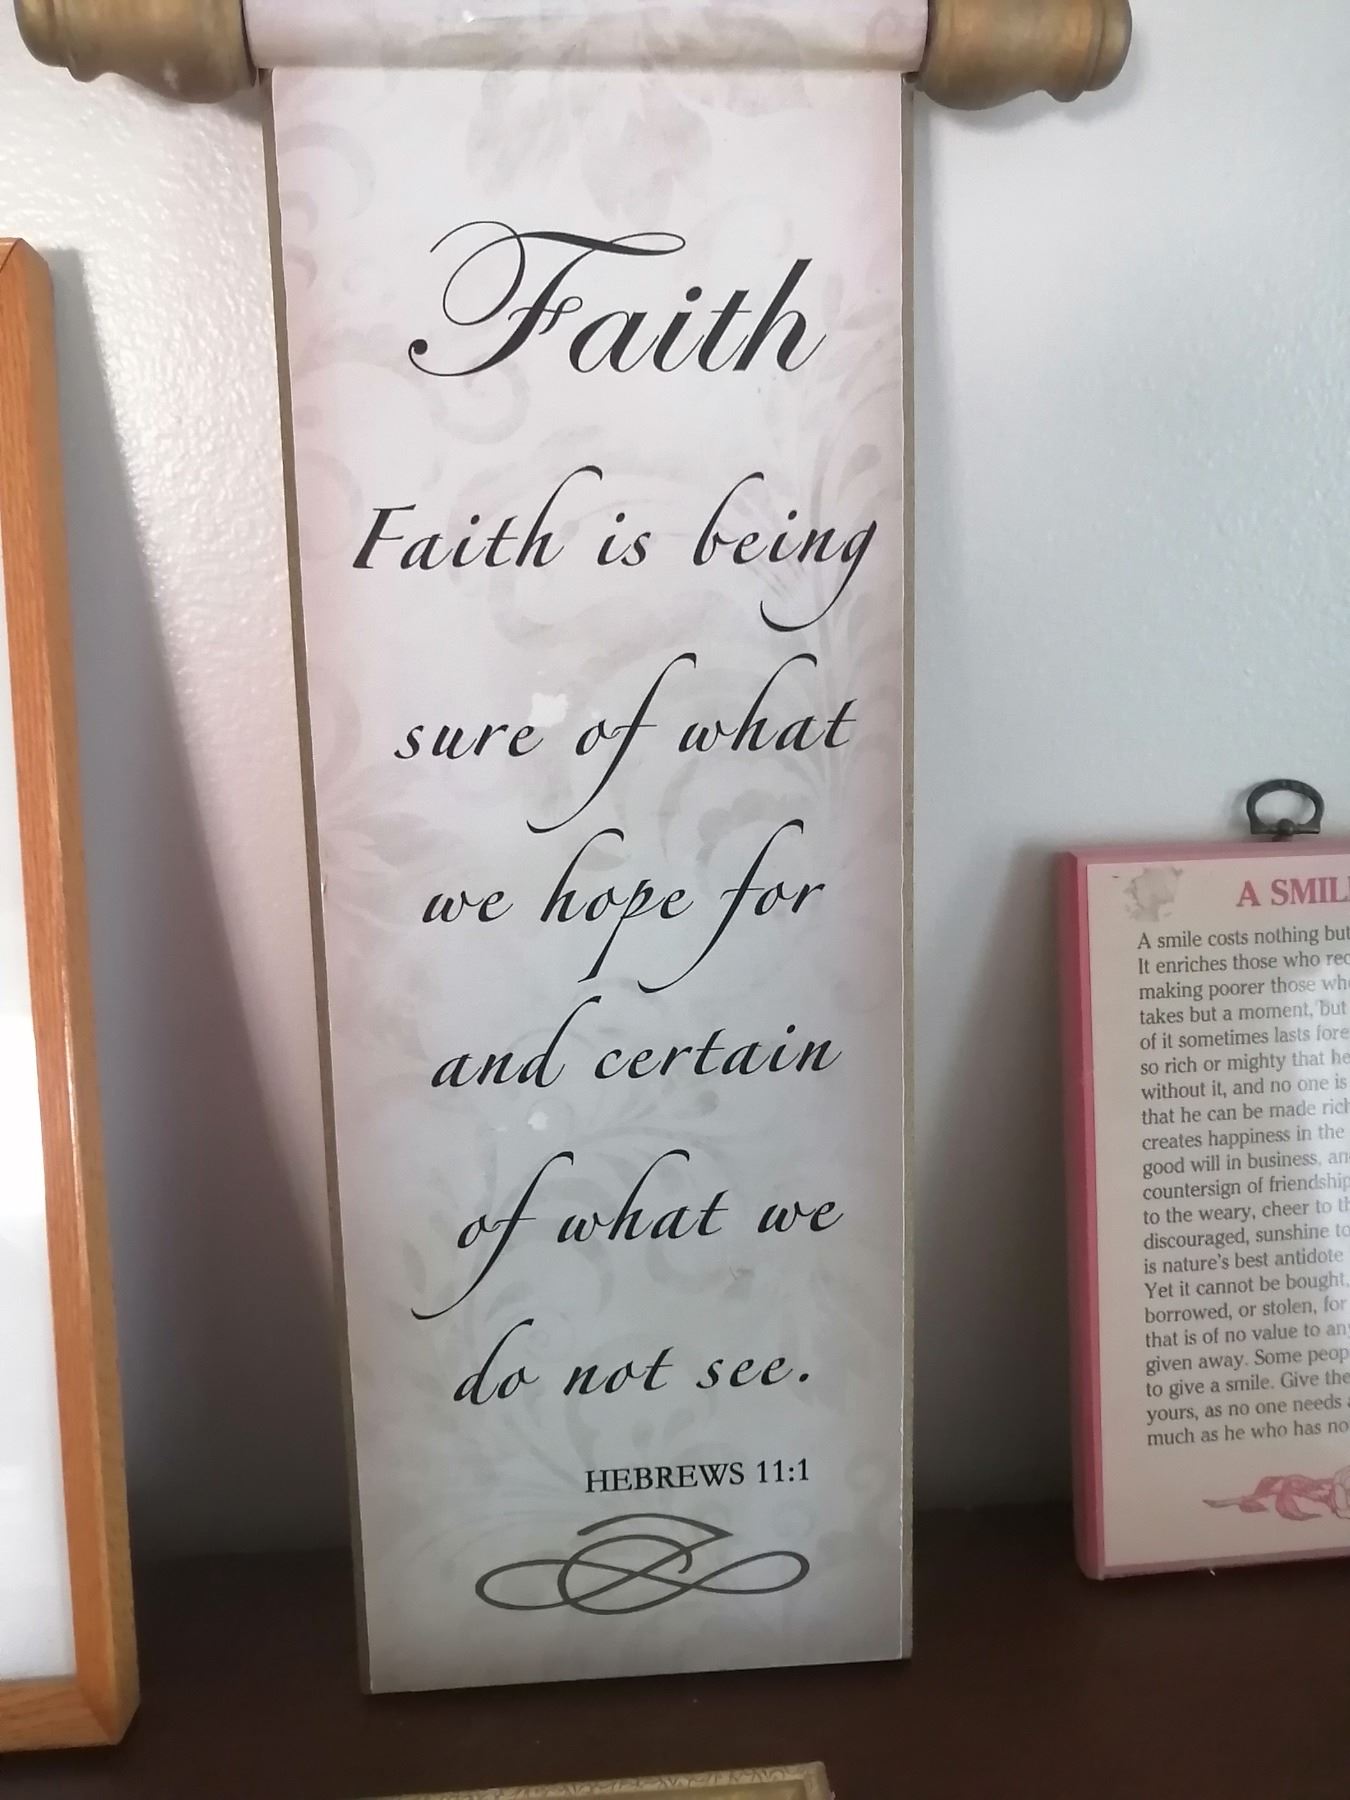 Faith
Faith is being
sure of what
we hope for
and certain
of what we
do not see.
HEBREWS 11:1
A
A smile costs nothing but
It enriches those who
making poorer those
takes but a moment, but
of it sometimes lasts
so rich or mighty that he
without it, and no one is
that he can be made
creates happiness in the
good will in business,
countersign of
to the weary, cheer to
discouraged, sunshine to
is nature's best antidote
Yet it cannot be bought,
borrowed, or stolen, for
that is of no value to
given away. Some
to give a smile. Give
yours, as no one needs
much as he who has no